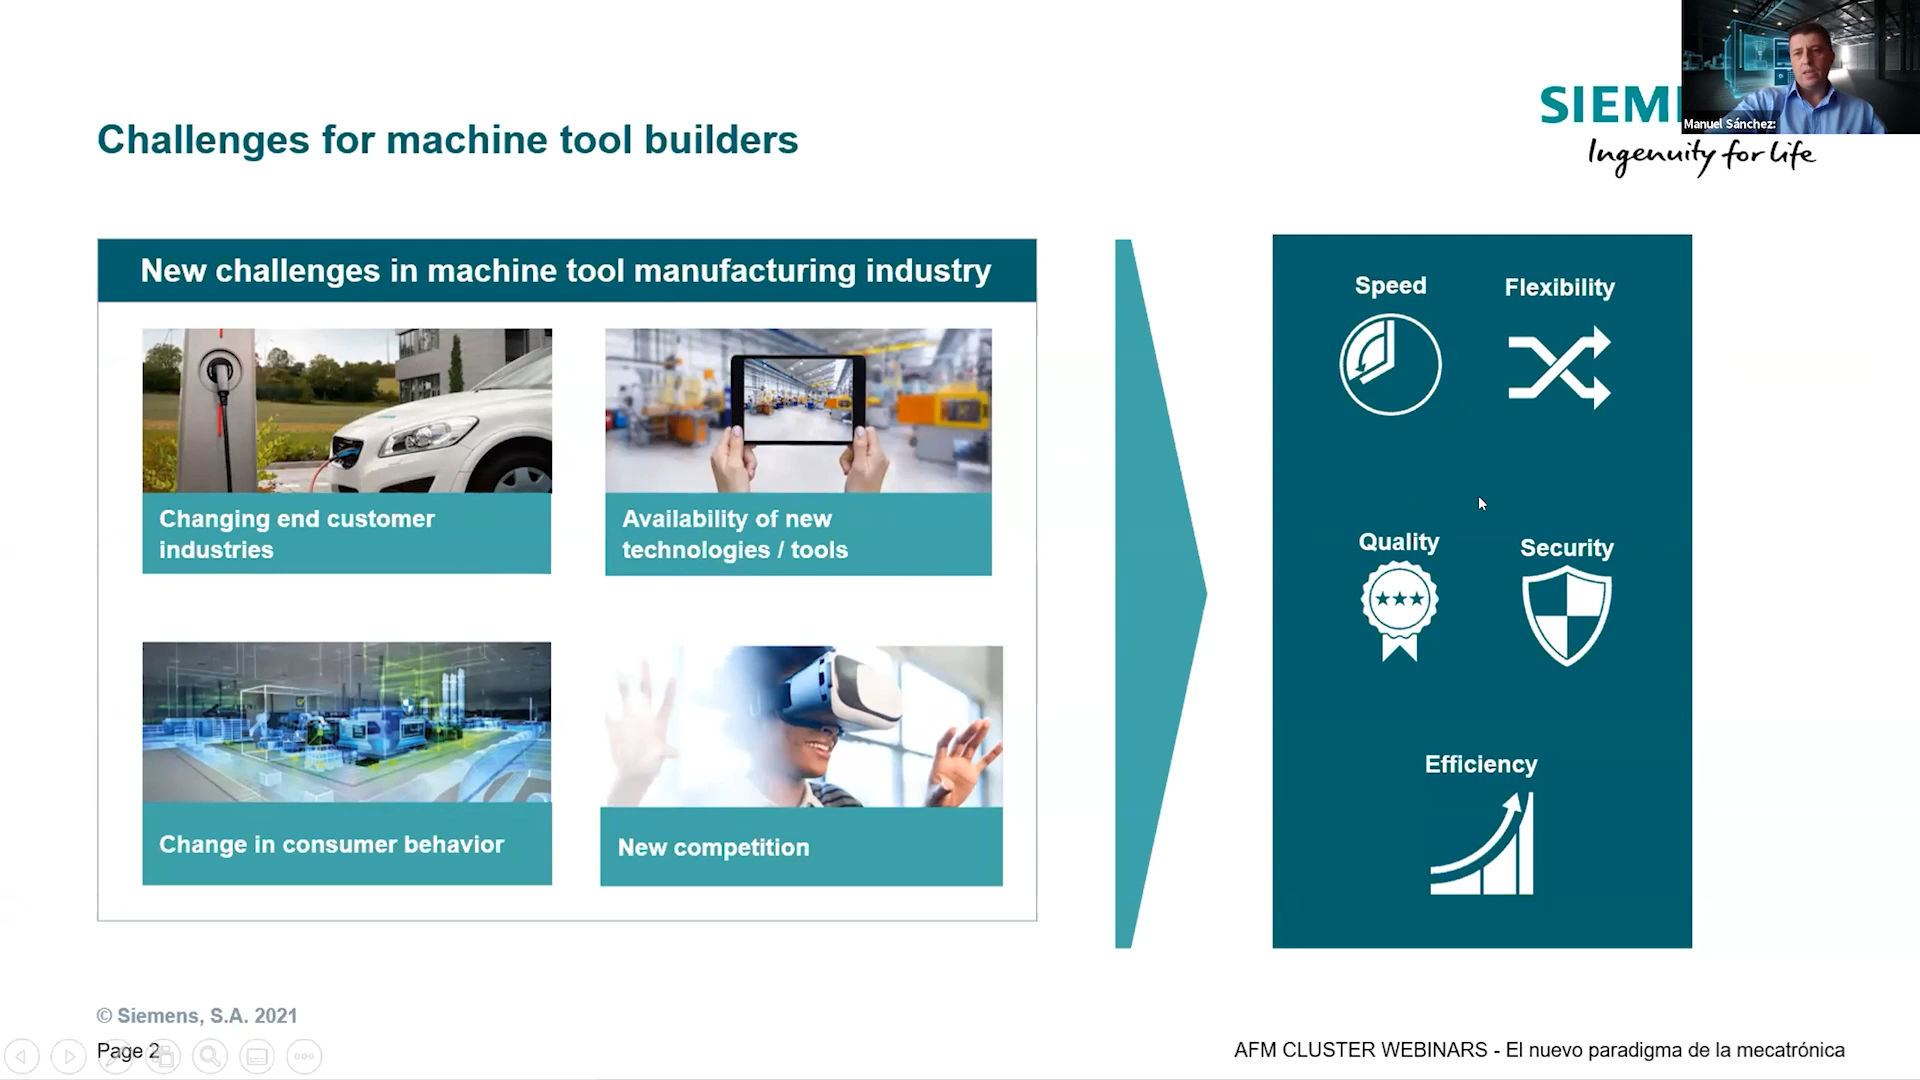 Challenges for machine tool builders
SIEM
Manuel Sánchez:
Ingenuity for life
New challenges in machine tool manufacturing industry
Changing end customer
industries
Availability of new
technologies / tools
Change in consumer behavior
New competition
Speed
Flexibility
Quality
Security
Efficiency
© Siemens, S.A. 2021
Page 2
AFM CLUSTER WEBINARS - El nuevo paradigma de la mecatrónica